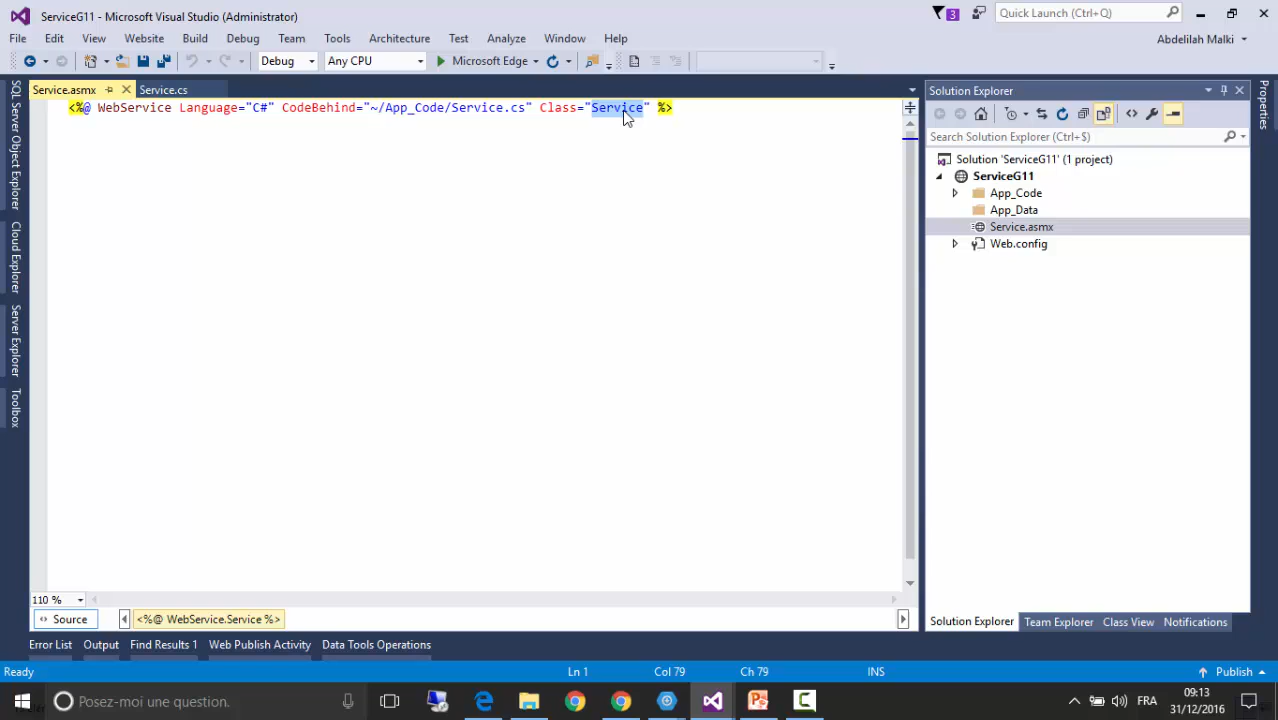 ServiceG11 - Microsoft Visual Studio (Administrator)
3
Quick Launch (Ctrl+Q)
File Edit View Website Build Debug Team Tools Architecture Test Analyze Window Help
Abdelilah Malki
Debug Any CPU Microsoft Edge
Service.asmx Service.cs
<%@ WebService Language="C#" CodeBehind="~/App_Code/Service.cs" Class="Service" %>
SQL Server Object Explorer
Cloud Explorer
Server Explorer
Toolbox
Solution Explorer
Search Solution Explorer (Ctrl+$)
Solution 'ServiceG11' (1 project)
ServiceG11
App_Code
App_Data
Service.asmx
Web.config
Properties
110 %
Source <%@ WebService.Service %>
Solution Explorer Team Explorer Class View Notifications
Error List Output Find Results 1 Web Publish Activity Data Tools Operations
Ready Ln 1 Col 79 Ch 79 INS Publish
Posez-moi une question.
FRA
09:13
31/12/2016